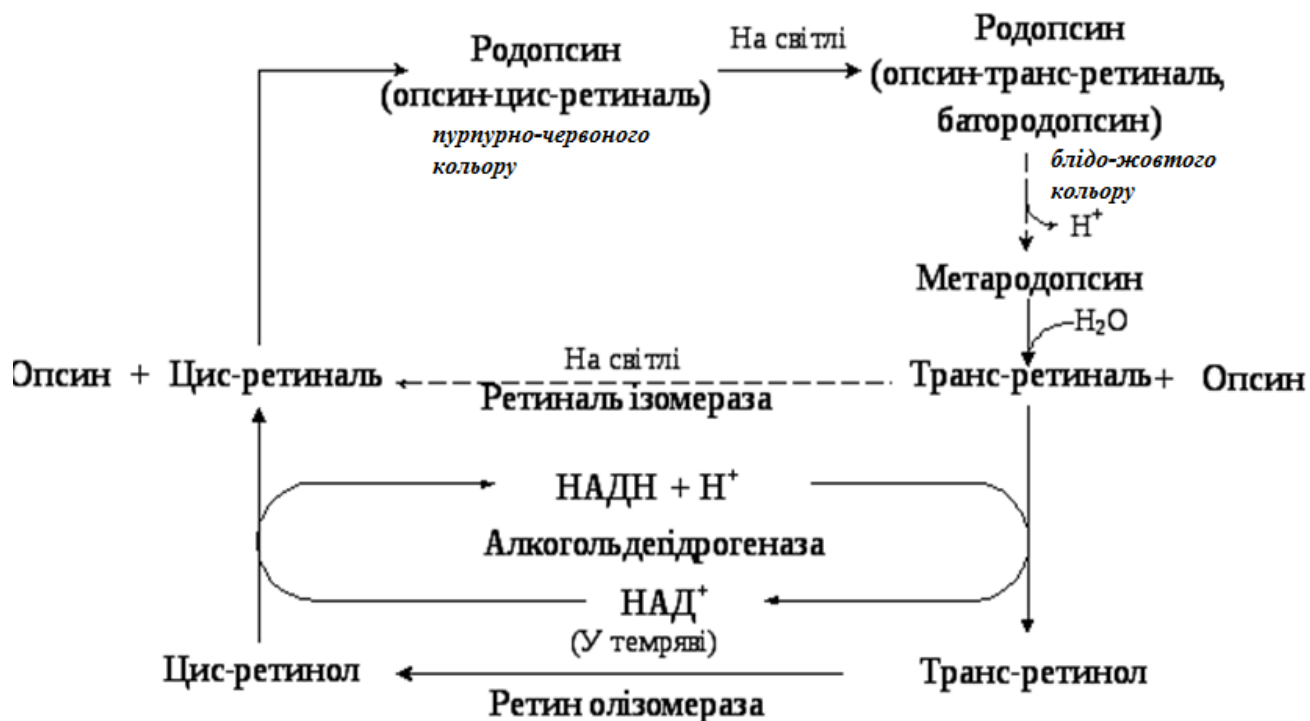 Родопсин
(опсин-цис-ретиналь)
пурпурно-червоного
кольору
На світлі
Родопсин
(опсин-транс-ретиналь,
батородопсин)
блідо-жовтого
кольору
H⁺
Метародопсин
H₂O
Опсин + Цис-ретиналь
На світлі
Ретиналь ізомераза
Транс-ретиналь + Опсин
НАДН + H⁺
Алкогольдегідрогеназа
НАД⁺
(У темряві)
Цис-ретинол
Ретин олізомераза
Транс-ретинол